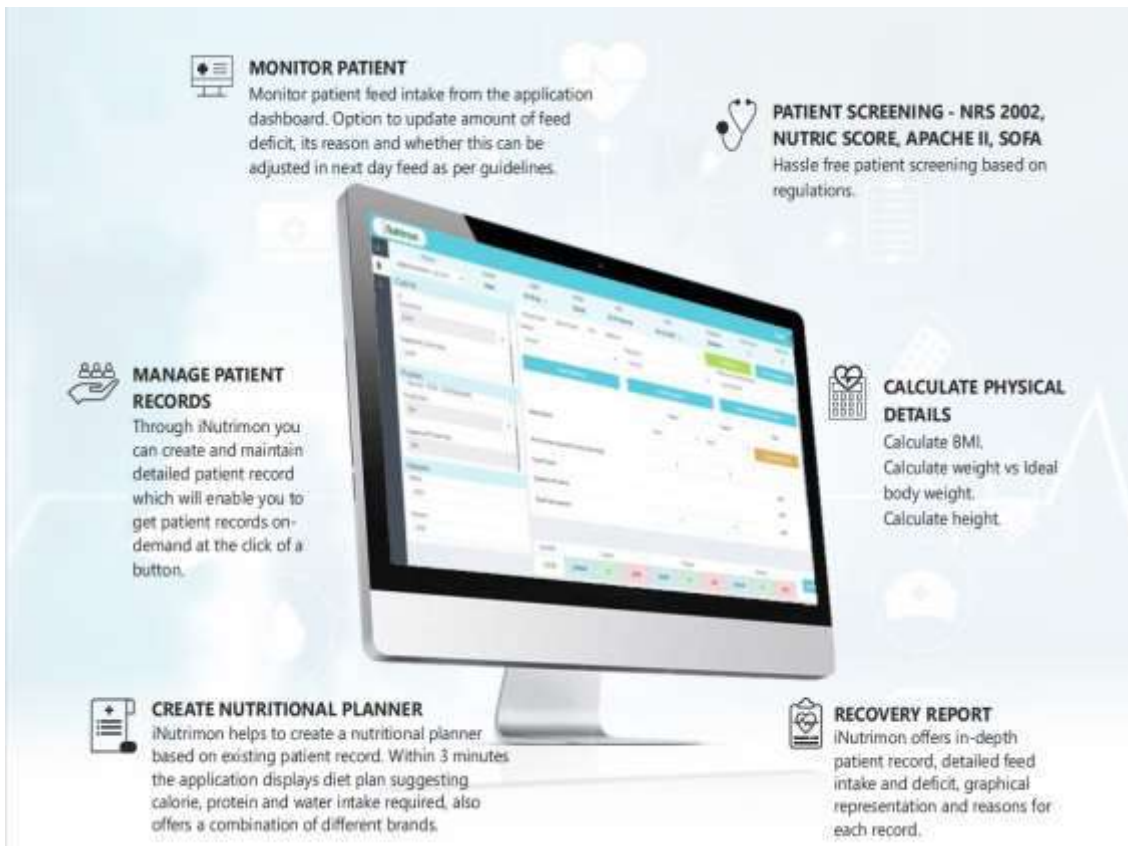 MONITOR PATIENT
Monitor patient feed intake from the application
dashboard. Option to update amount of feed
deficit, its reason and whether this can be
adjusted in next day feed as per guidelines.
PATIENT SCREENING - NRS 2002,
NUTRIC SCORE, APACHE II, SOFA
Hassle free patient screening based on
regulations.
MANAGE PATIENT
RECORDS
Through iNutrimon you
can create and maintain
detailed patient record
which will enable you to
get patient records on-
demand at the click of a
button.
CALCULATE PHYSICAL
DETAILS
Calculate BMI.
Calculate weight vs Ideal
body weight.
Calculate height.
CREATE NUTRITIONAL PLANNER
iNutrimon helps to create a nutritional planner
based on existing patient record. Within 3 minutes
the application displays diet plan suggesting
calorie, protein and water intake required, also
offers a combination of different brands.
RECOVERY REPORT
iNutrimon offers in-depth
patient record, detailed feed
intake and deficit, graphical
representation and reasons for
each record.